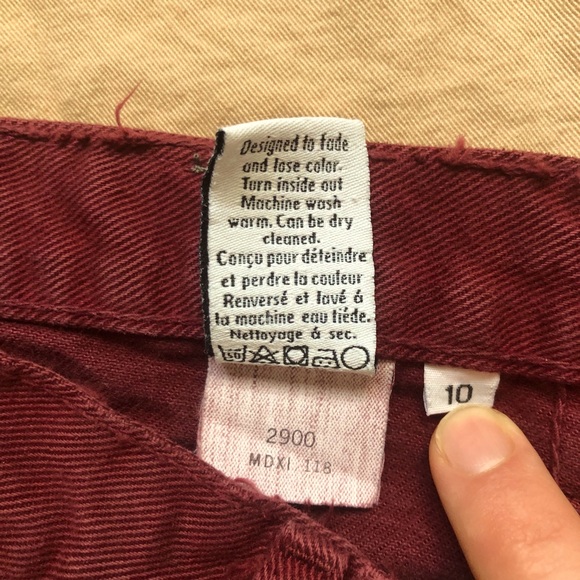 Designed to fade
and lose color.
Turn inside out
Machine wash
warm. Can be dry
cleaned.
Conçu pour déteindre
et perdre la couleur
Renversé et lavé á
la machine eau tiéde.
Nettoyage á sec.
2900
MDXI 118
10